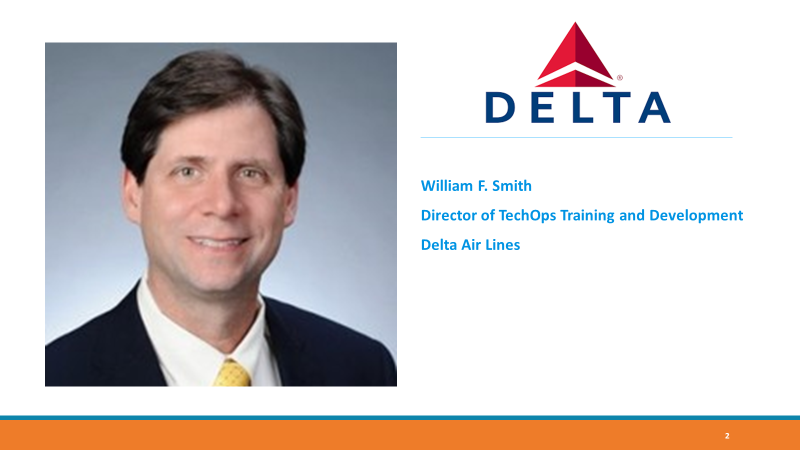 DELTA
®
William F. Smith
Director of TechOps Training and Development
Delta Air Lines
2